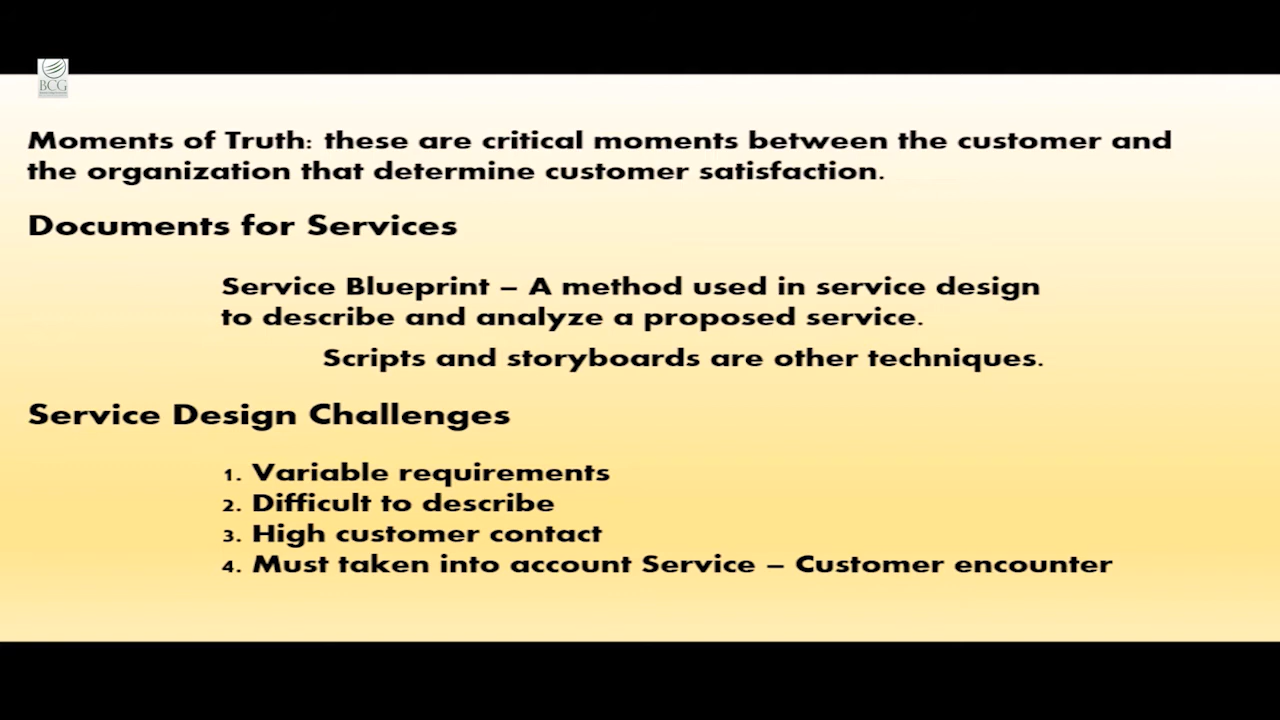 BCG
Moments of Truth: these are critical moments between the customer and
the organization that determine customer satisfaction.
Documents for Services
Service Blueprint – A method used in service design
to describe and analyze a proposed service.
Scripts and storyboards are other techniques.
Service Design Challenges
1. Variable requirements
2. Difficult to describe
3. High customer contact
4. Must taken into account Service – Customer encounter